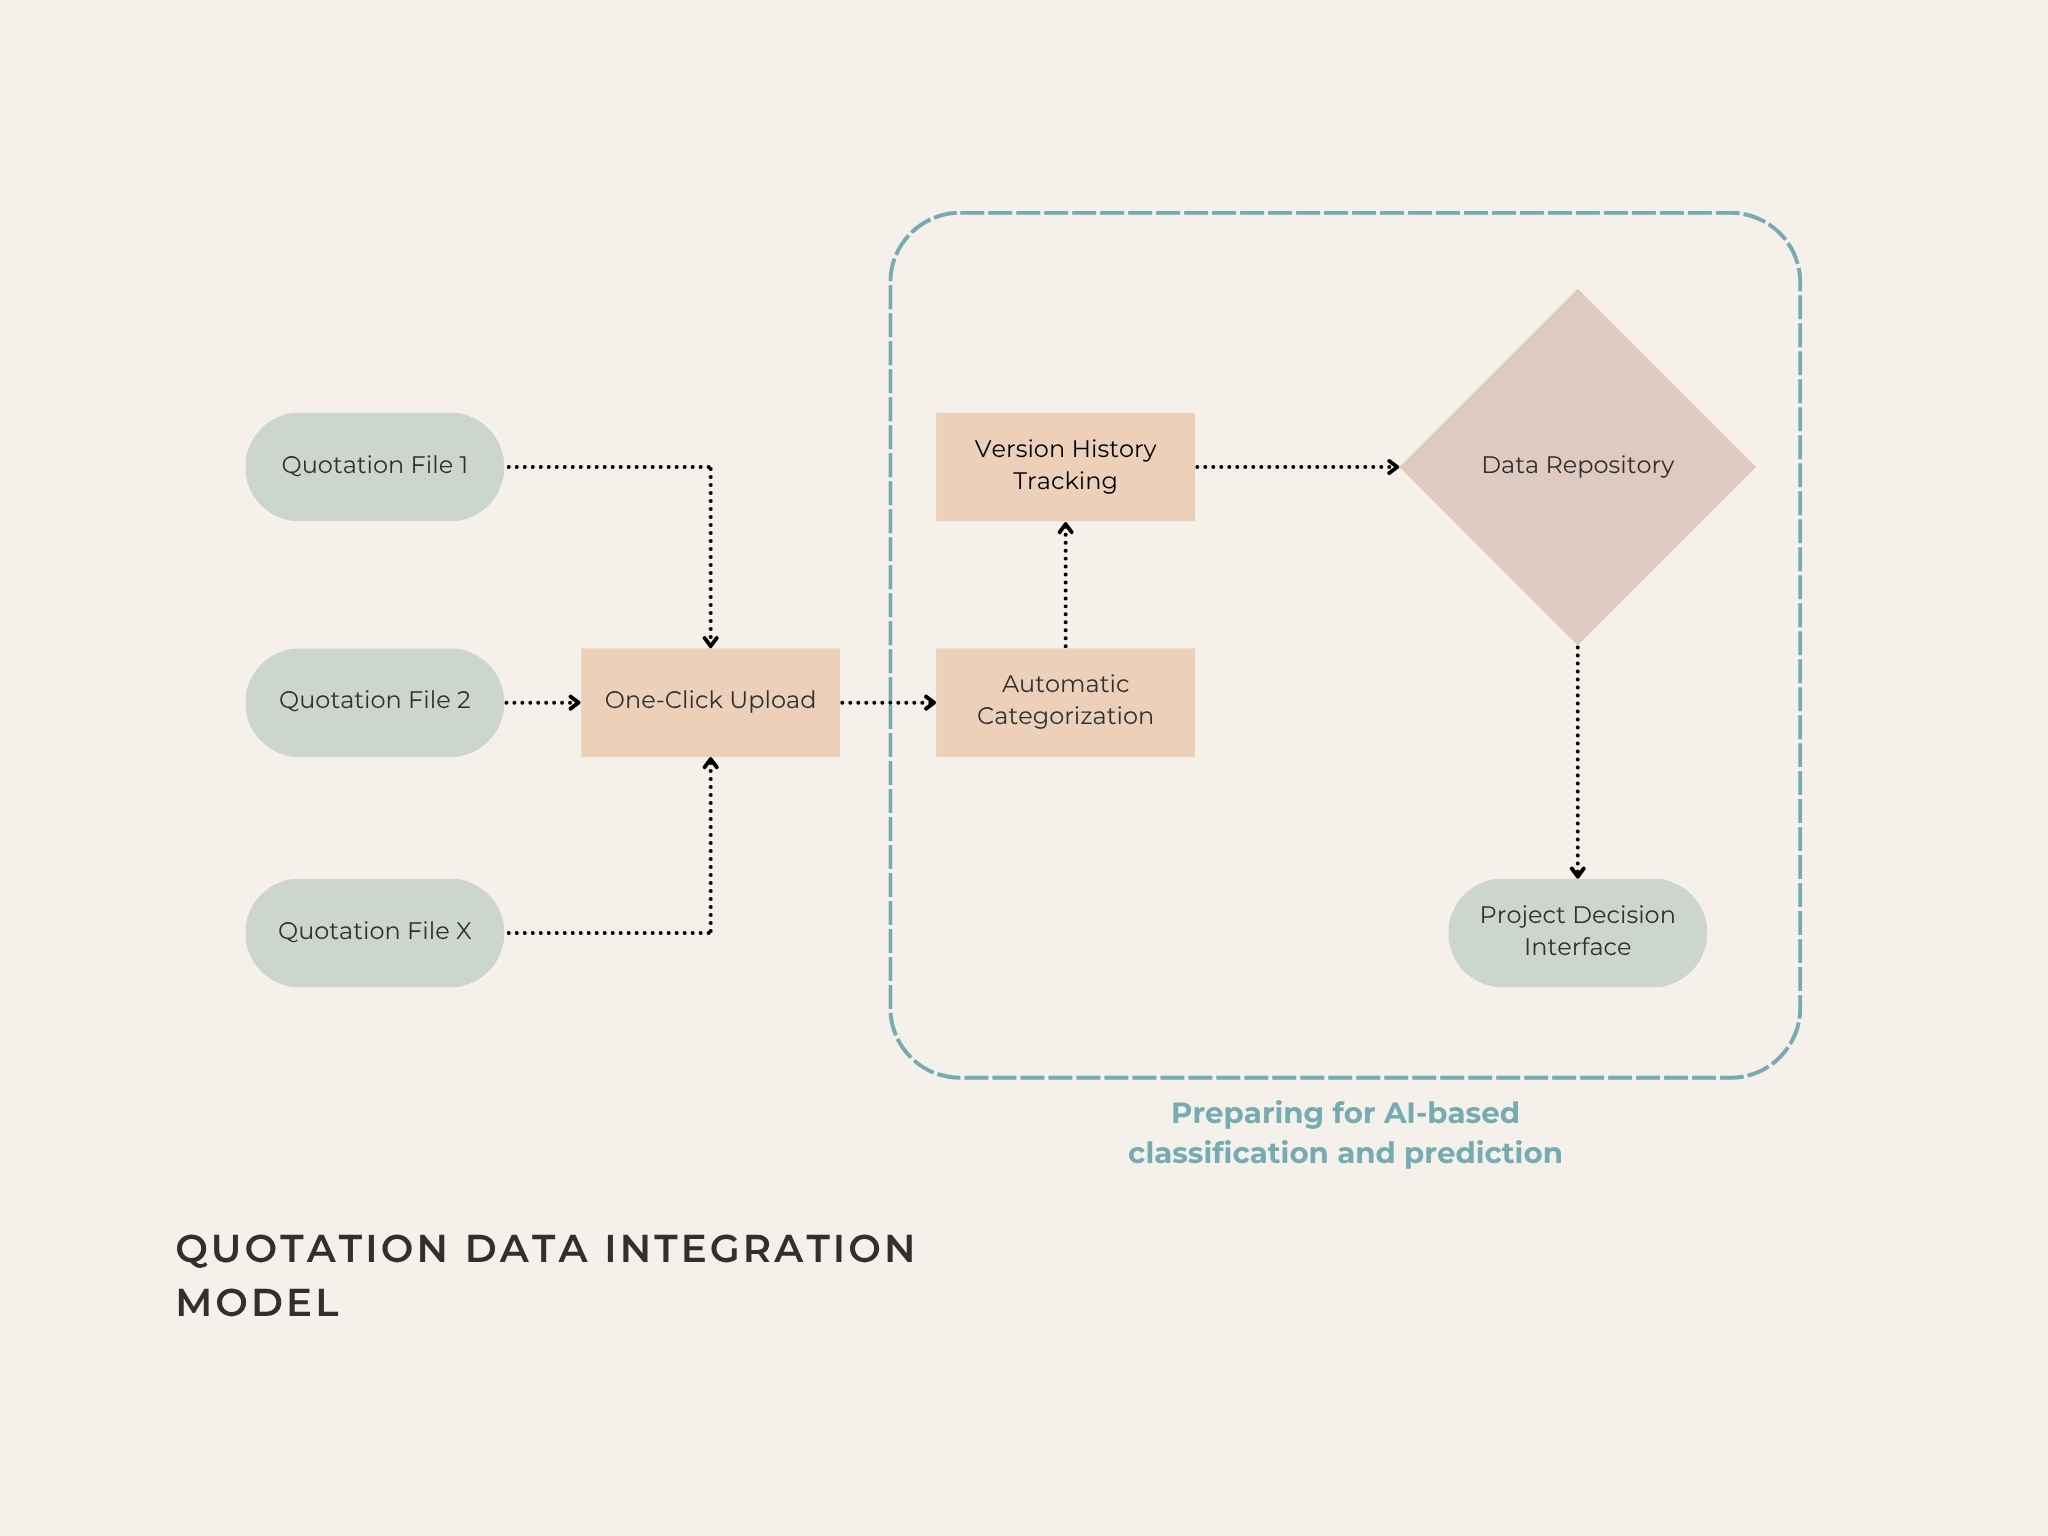 Quotation File 1
Quotation File 2
Quotation File X
One-Click Upload
Version History
Tracking
Automatic
Categorization
Data Repository
Project Decision
Interface
Preparing for AI-based
classification and prediction
QUOTATION DATA INTEGRATION
MODEL